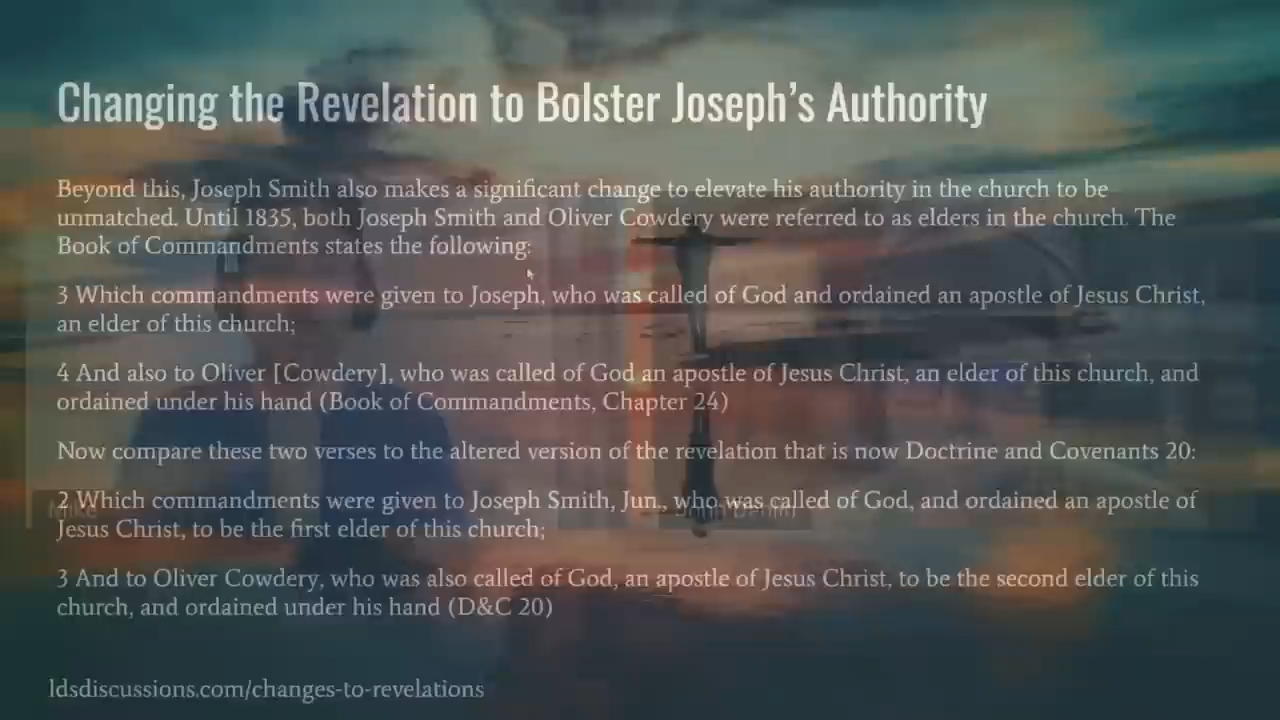 Changing the Revelation to Bolster Joseph's Authority
Beyond this, Joseph Smith also makes a significant change to elevate his authority in the church to be
unmatched. Until 1835, both Joseph Smith and Oliver Cowdery were referred to as elders in the church. The
Book of Commandments states the following:
3 Which commandments were given to Joseph, who was called of God and ordained an apostle of Jesus Christ,
an elder of this church;
4 And also to Oliver [Cowdery], who was called of God an apostle of Jesus Christ, an elder of this church, and
ordained under his hand (Book of Commandments, Chapter 24)
Now compare these two verses to the altered version of the revelation that is now Doctrine and Covenants 20:
2 Which commandments were given to Joseph Smith, Jun., who was called of God, and ordained an apostle of
Jesus Christ, to be the first elder of this church;
3 And to Oliver Cowdery, who was also called of God, an apostle of Jesus Christ, to be the second elder of this
church, and ordained under his hand (D&C 20)
ldsdiscussions.com/changes-to-revelations